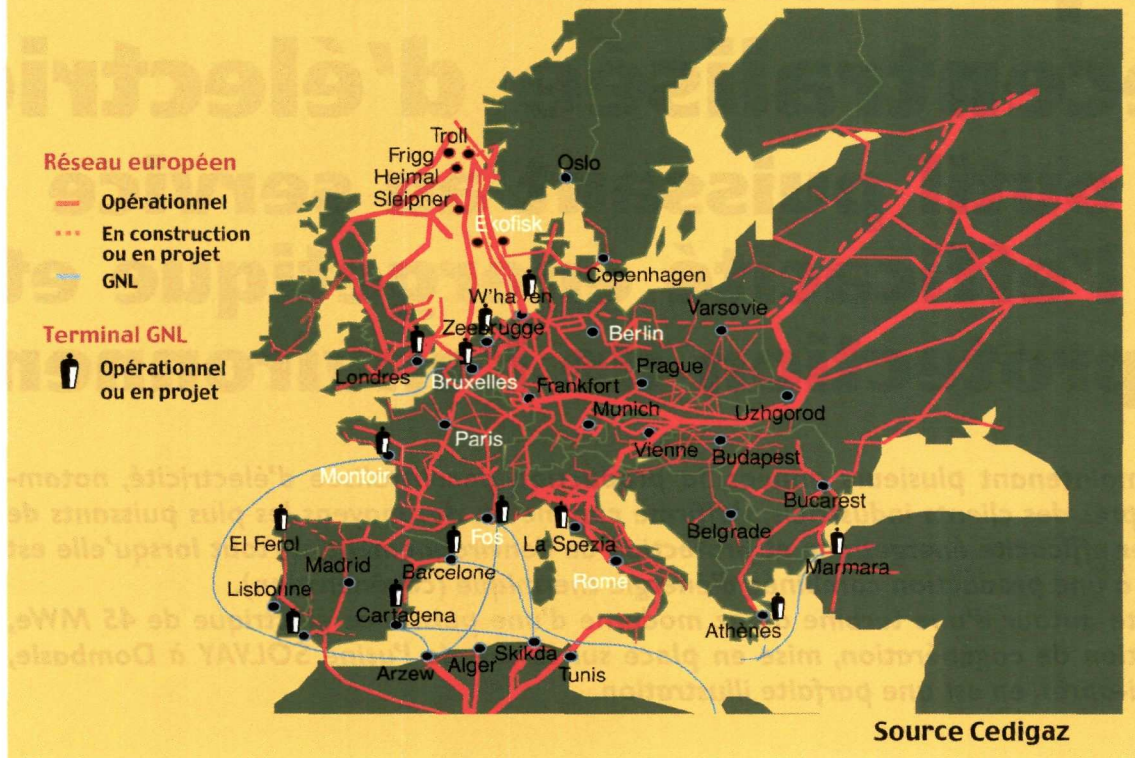 Réseau européen
Opérationnel
En construction
ou en projet
GNL
Terminal GNL
Opérationnel
ou en projet
Troll
Frigg
Heimal
Sleipner
Ekofisk
Oslo
Copenhagen
W'haven
Zeebrugge
Varsovie
Berlin
Londres
Bruxelles
Prague
Frankfort
Uzhgorod
Munich
Paris
Vienne
Budapest
Montoir
Bucarest
Belgrade
Fos
La Spezia
El Ferol
Madrid
Barcelone
Rome
Marmara
Lisbonne
Cartagena
Athènes
Skikda
Alger
Arzew
Tunis
Source Cedigaz